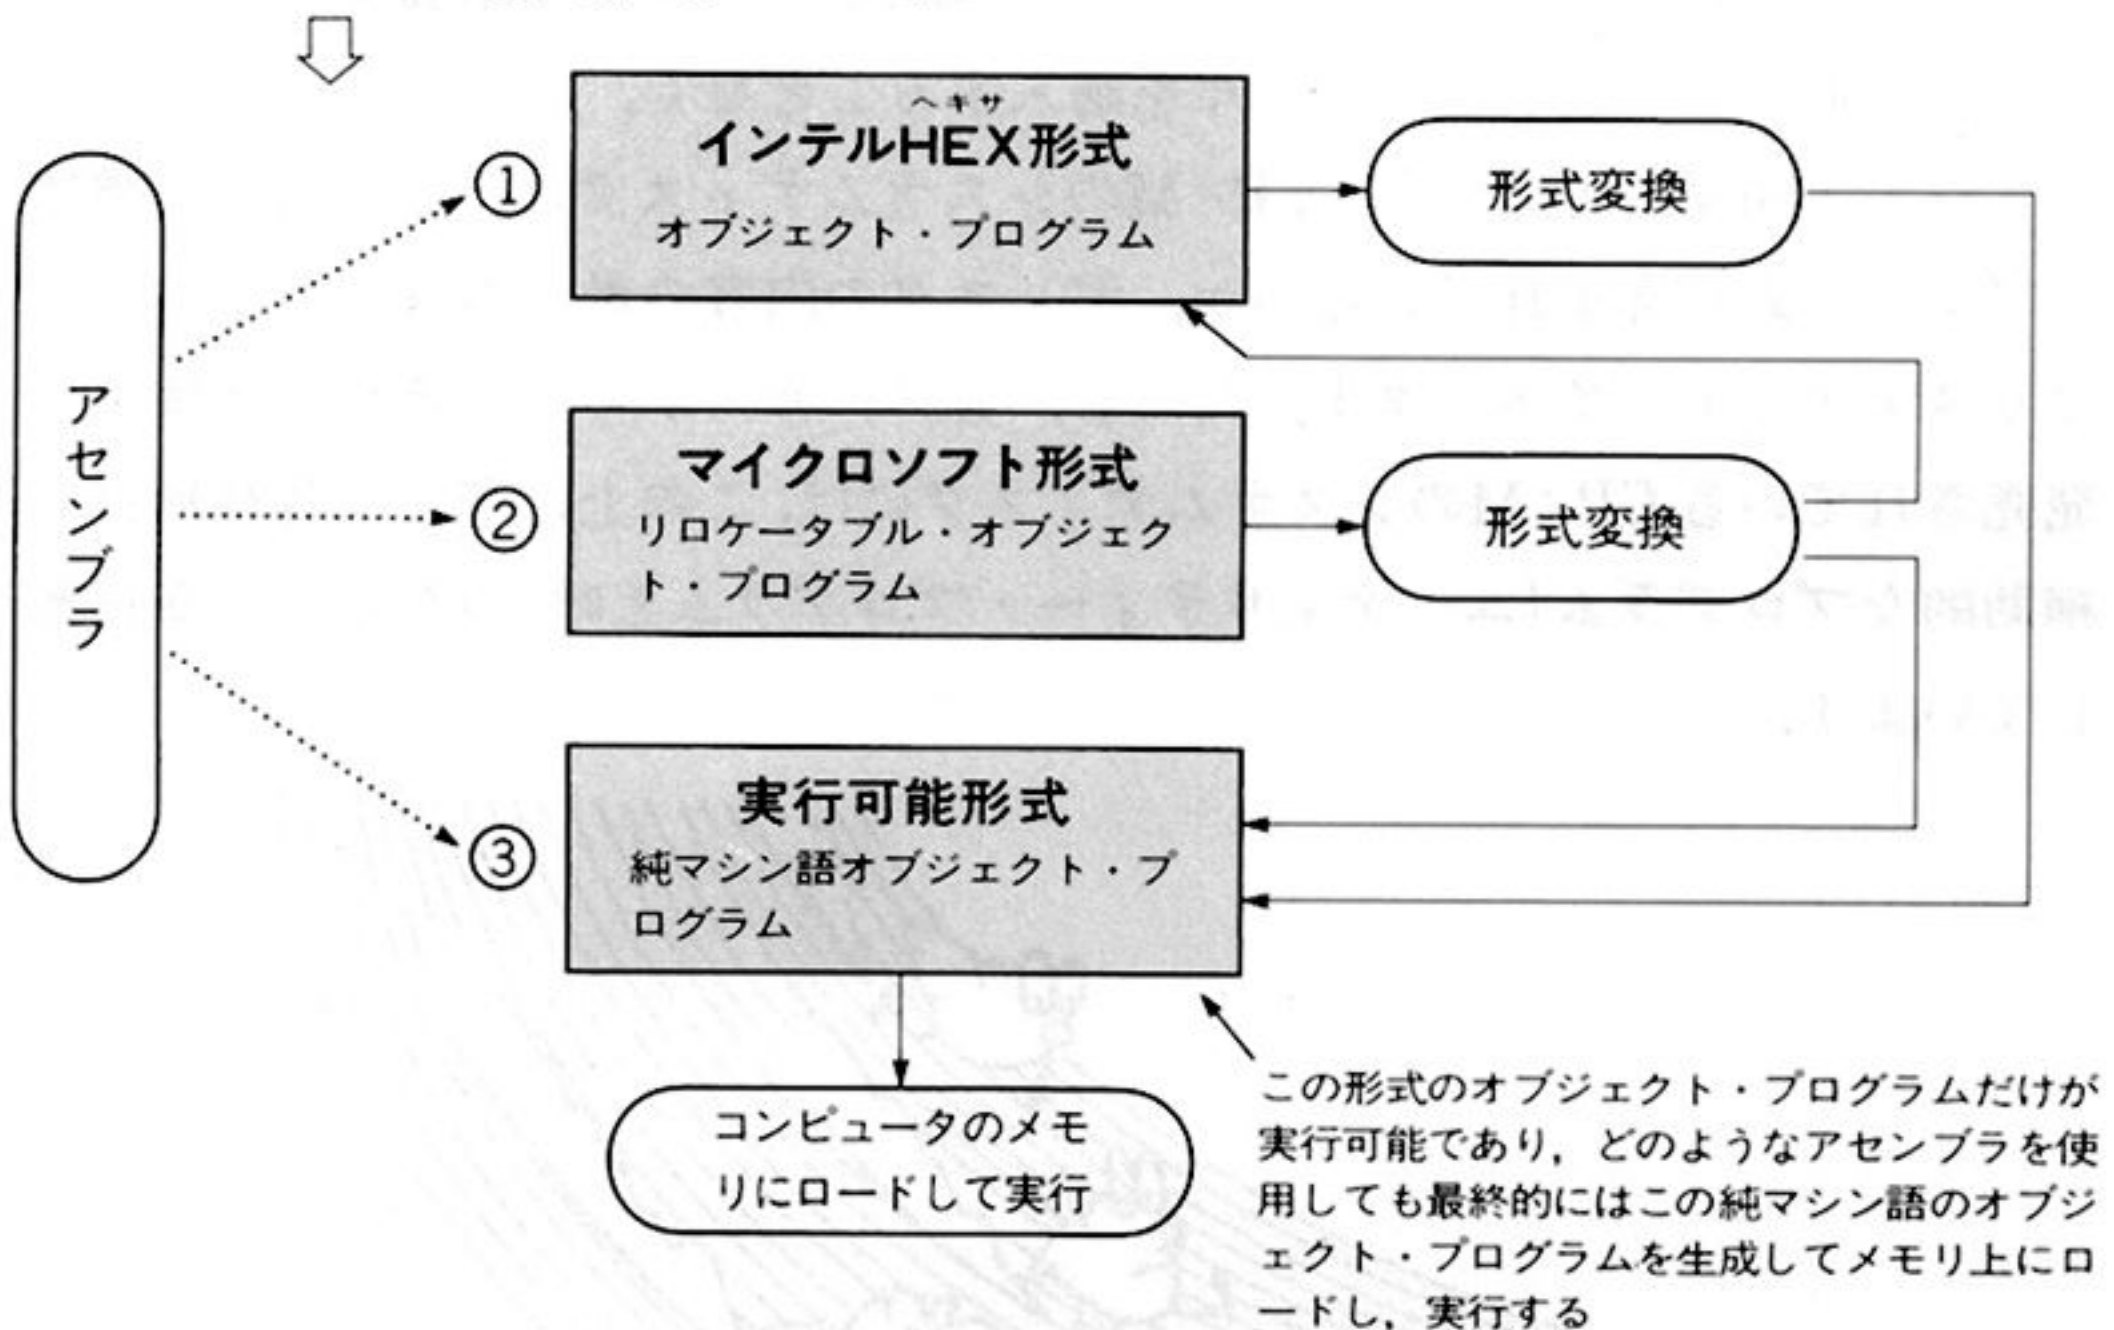 アセンブラ
①
ヘキサ
インテルHEX形式
オブジェクト・プログラム
形式変換
②
マイクロソフト形式
リロケータブル・オブジェク
ト・プログラム
形式変換
③
実行可能形式
純マシン語オブジェクト・プ
ログラム
コンピュータのメモ
リにロードして実行
この形式のオブジェクト・プログラムだけが
実行可能であり，どのようなアセンブラを使
用しても最終的にはこの純マシン語のオブジ
ェクト・プログラムを生成してメモリ上にロ
ードし，実行する